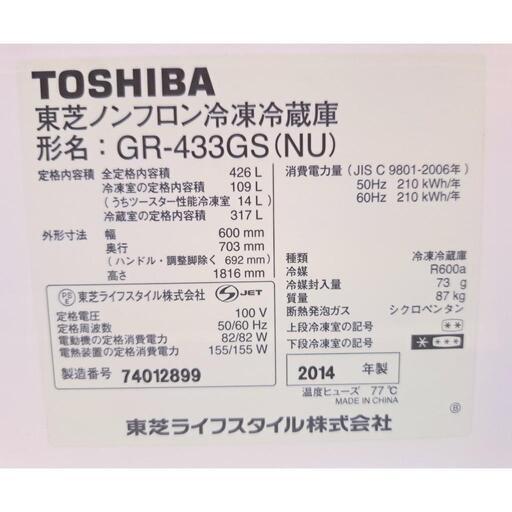 TOSHIBA
東芝ノンフロン冷凍冷蔵庫
形名：GR-433GS(NU)
定格内容積 全定格内容積 426 L
冷凍室の定格内容積 109 L
(うちツースター性能冷凍室 14 L)
冷蔵室の定格内容積 317 L
外形寸法 幅 600 mm
奥行 703 mm
(ハンドル・調整脚除く 692 mm)
高さ 1816 mm
消費電力量 (JIS C 9801-2006年)
50Hz 210 kWh/年
60Hz 210 kWh/年
種類 冷凍冷蔵庫
冷媒 R600a
冷媒封入量 73 g
質量 87 kg
断熱発泡ガス シクロペンタン
上段冷凍室の記号 **
下段冷凍室の記号 * ***
PS E 東芝ライフスタイル株式会社 JET
定格電圧 100 V
定格周波数 50/60 Hz
電動機の定格消費電力 82/82 W
電熱装置の定格消費電力 155/155 W
製造番号 74012899
2014 年製
温度ヒューズ 77℃
MADE IN CHINA
B
東芝ライフスタイル株式会社